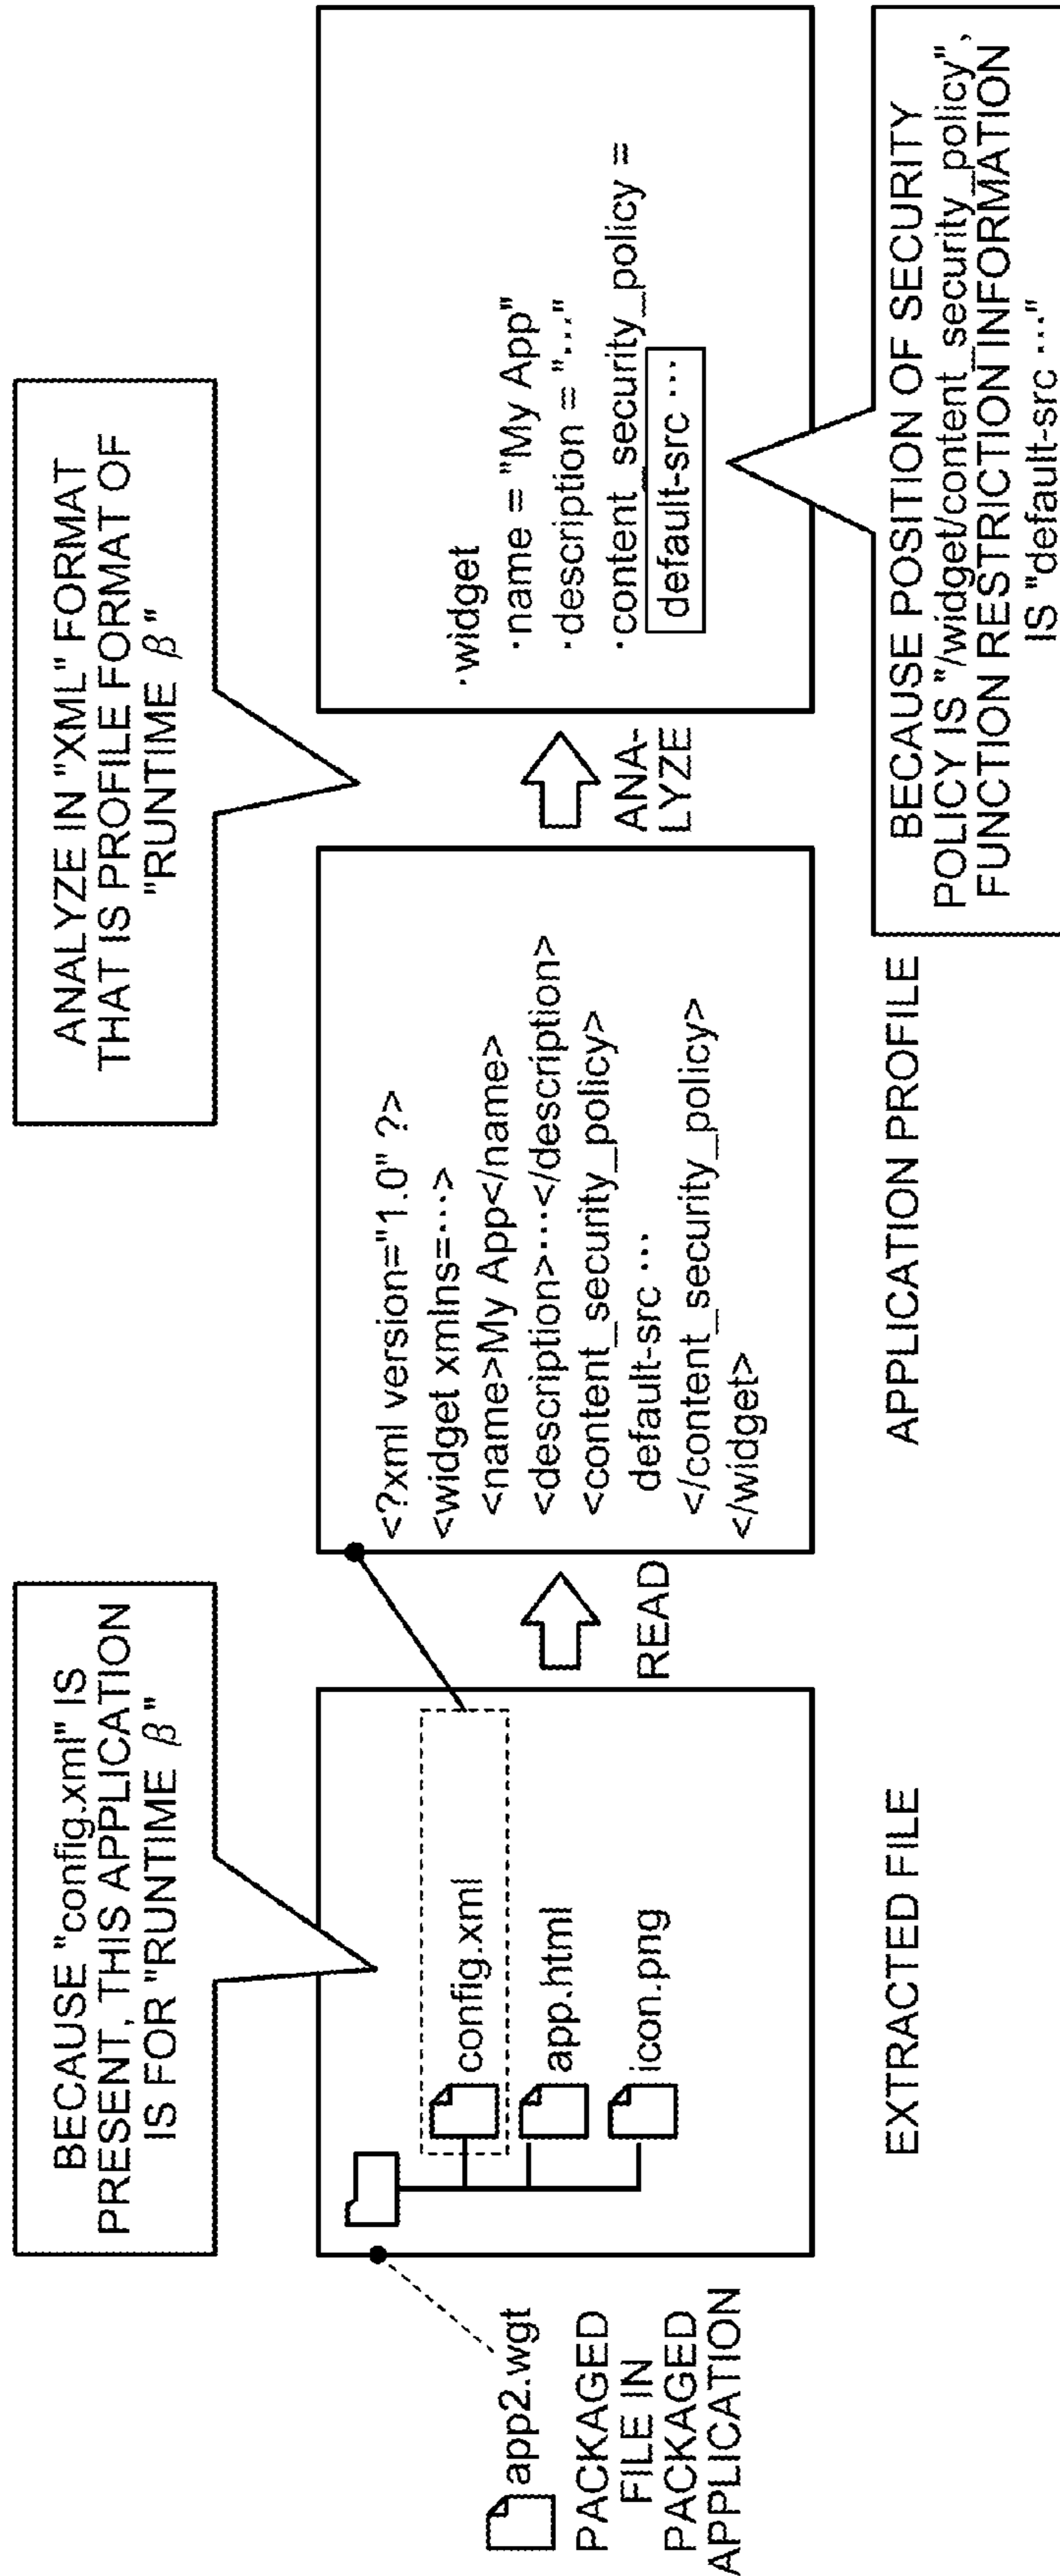 BECAUSE "config.xml" IS
PRESENT, THIS APPLICATION
IS FOR "RUNTIME β"
ANALYZE IN "XML" FORMAT
THAT IS PROFILE FORMAT OF
"RUNTIME β"
app2.wgt
PACKAGED
FILE IN
PACKAGED
APPLICATION
config.xml
app.html
icon.png
EXTRACTED FILE
READ
<?xml version="1.0" ?>
<widget xmlns=...>
<name>My App</name>
<description>...</description>
<content_security_policy>
default-src ...
</content_security_policy>
</widget>
APPLICATION PROFILE
ANA-
LYZE
·widget
·name = "My App"
·description = "..."
·content_security_policy =
default-src ...
BECAUSE POSITION OF SECURITY
POLICY IS "/widget/content_security_policy",
FUNCTION RESTRICTION INFORMATION
IS "default-src ..."